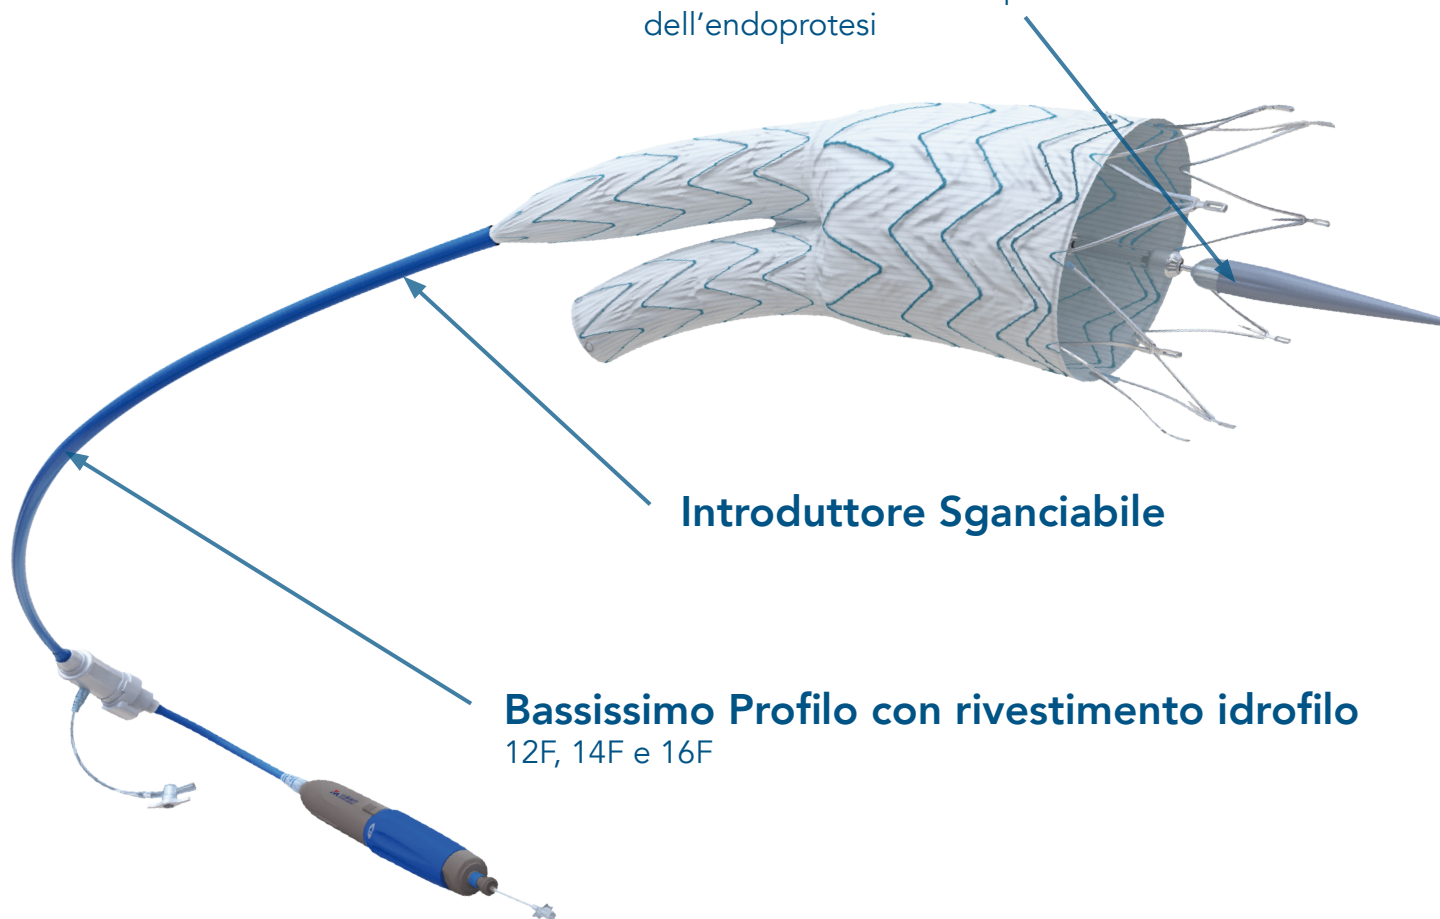 dell’endoprotesi
Introduttore Sganciabile
Bassissimo Profilo con rivestimento idrofilo
12F, 14F e 16F